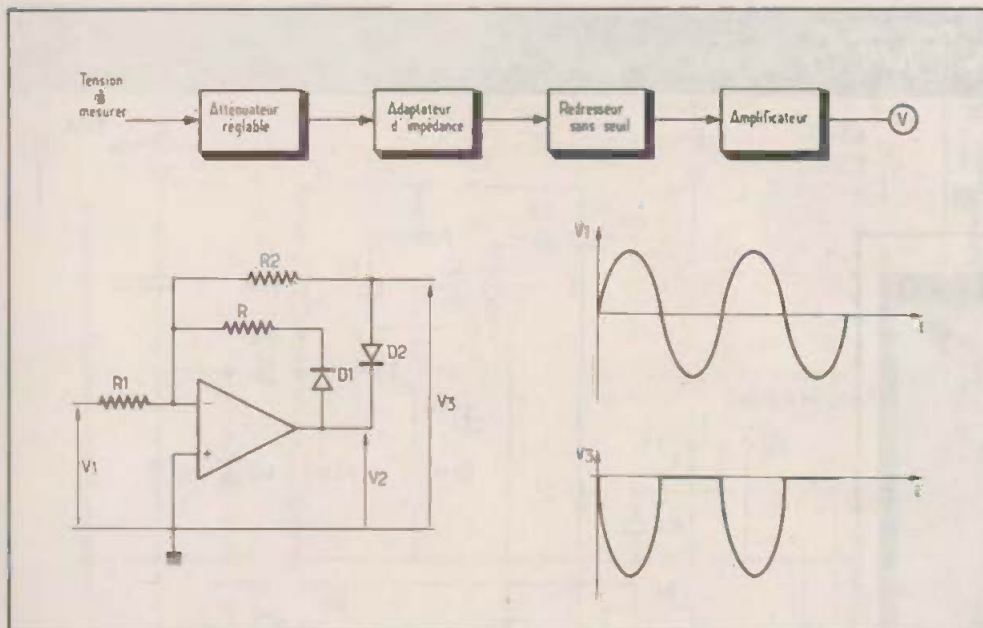 Tension
à
mesurer
Atténuateur
réglable
Adaptateur
d'impédance
Redresseur
sans seuil
Amplificateur
V
R2
R
D1
D2
R1
-
+
V1
V2
V3
V1
t
V3
t